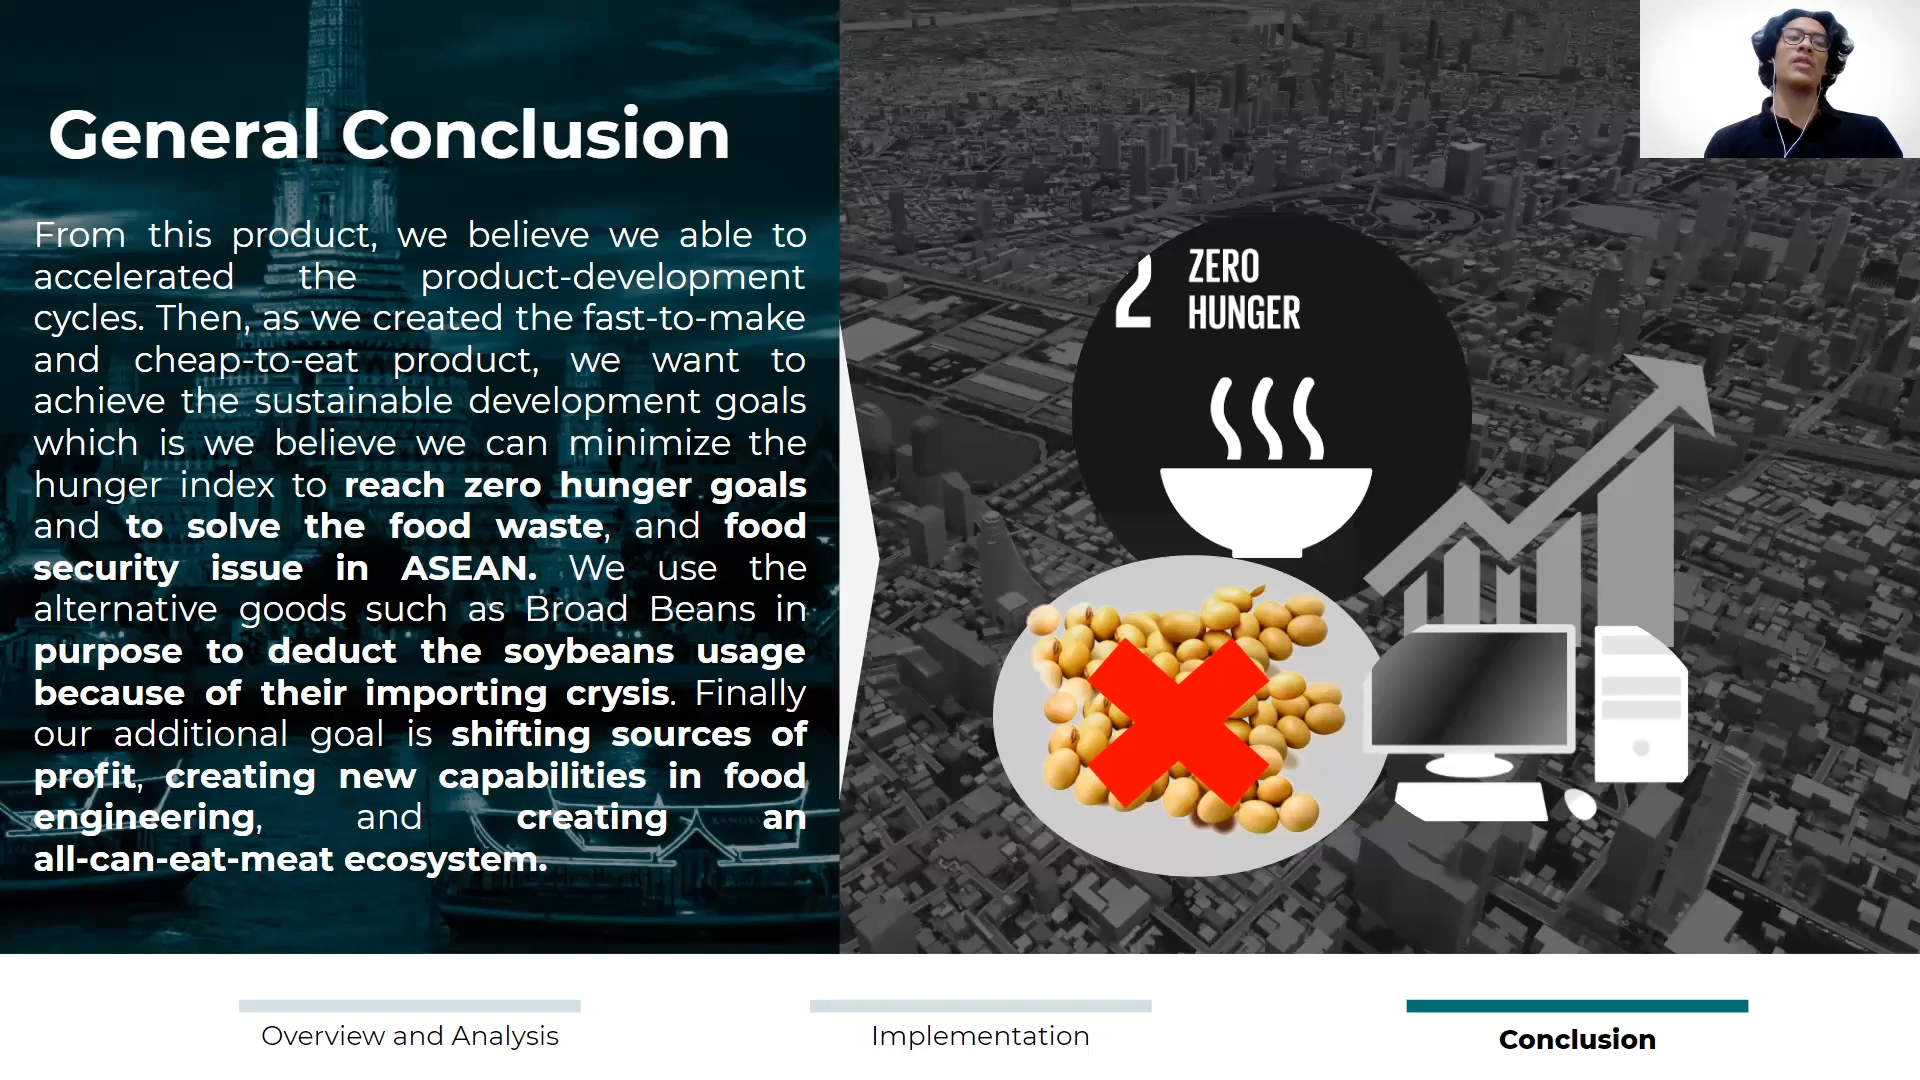 General Conclusion
From this product, we believe we able to
accelerated the product-development
cycles. Then, as we created the fast-to-make
and cheap-to-eat product, we want to
achieve the sustainable development goals
which is we believe we can minimize the
hunger index to reach zero hunger goals
and to solve the food waste, and food
security issue in ASEAN. We use the
alternative goods such as Broad Beans in
purpose to deduct the soybeans usage
because of their importing crysis. Finally
our additional goal is shifting sources of
profit, creating new capabilities in food
engineering, and creating an
all-can-eat-meat ecosystem.
2 ZERO
HUNGER
Overview and Analysis
Implementation
Conclusion